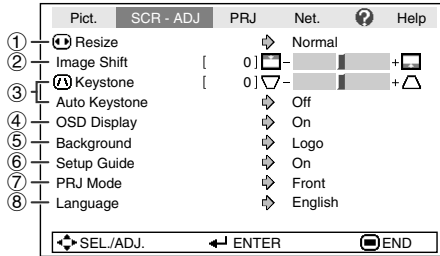 Pict. SCR - ADJ PRJ Net. ? Help
① Resize Normal
② Image Shift [ 0 ] - +
③ Keystone [ 0 ] - +
Auto Keystone Off
④ OSD Display On
⑤ Background Logo
⑥ Setup Guide On
⑦ PRJ Mode Front
⑧ Language English
SEL./ADJ. ENTER END